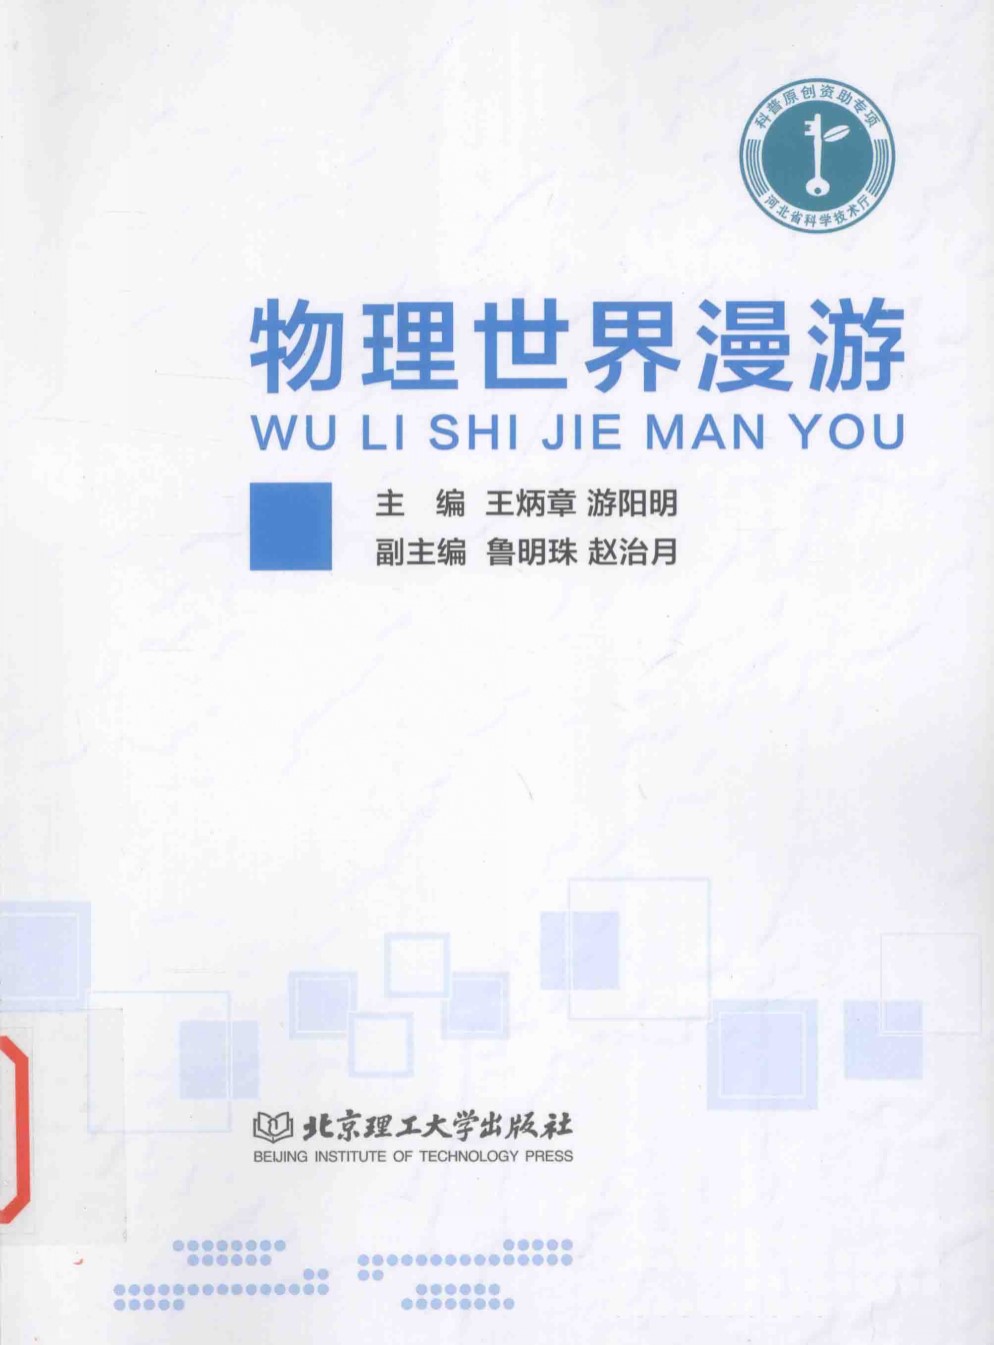 科普原创资助专项
河北省科学技术厅
物理世界漫游
WU LI SHI JIE MAN YOU
主 编 王炳章 游阳明
副主编 鲁明珠 赵治月
北京理工大学出版社
BEIJING INSTITUTE OF TECHNOLOGY PRESS